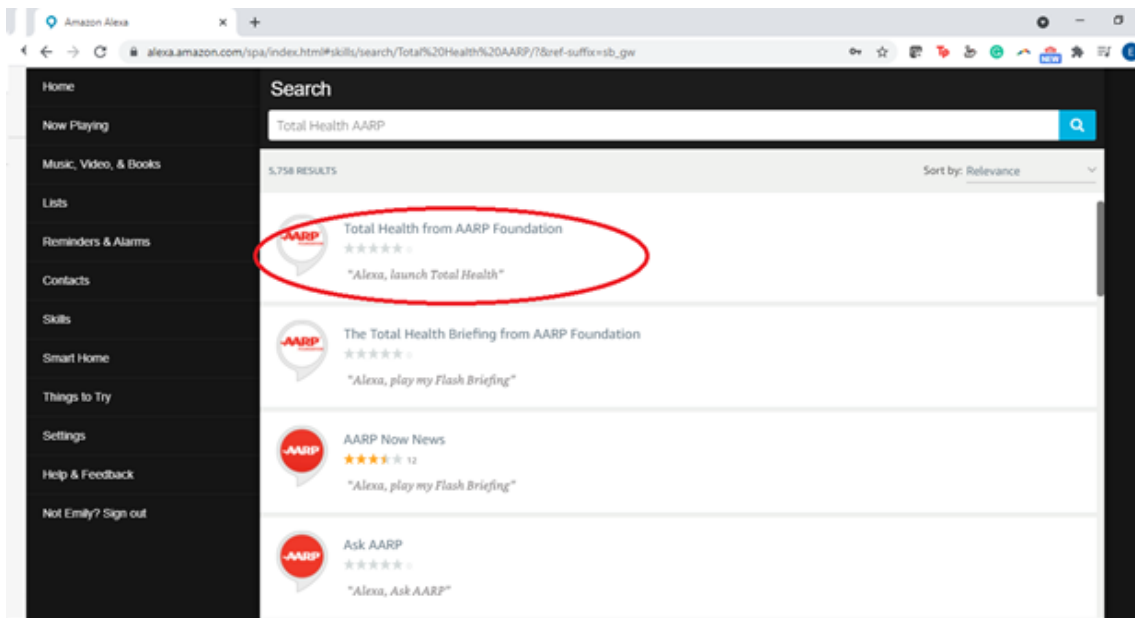 Amazon Alexa
alexa.amazon.com/spa/index.html#skills/search/Total%20Health%20AARP/?&ref-suffix=sb_gw
NEW
Home
Now Playing
Music, Video, & Books
Lists
Reminders & Alarms
Contacts
Skills
Smart Home
Things to Try
Settings
Help & Feedback
Not Emily? Sign out
Search
Total Health AARP
5,758 RESULTS
Sort by: Relevance
AARP
Total Health from AARP Foundation
"Alexa, launch Total Health"
AARP
The Total Health Briefing from AARP Foundation
"Alexa, play my Flash Briefing"
AARP
AARP Now News
12
"Alexa, play my Flash Briefing"
AARP
Ask AARP
"Alexa, Ask AARP"